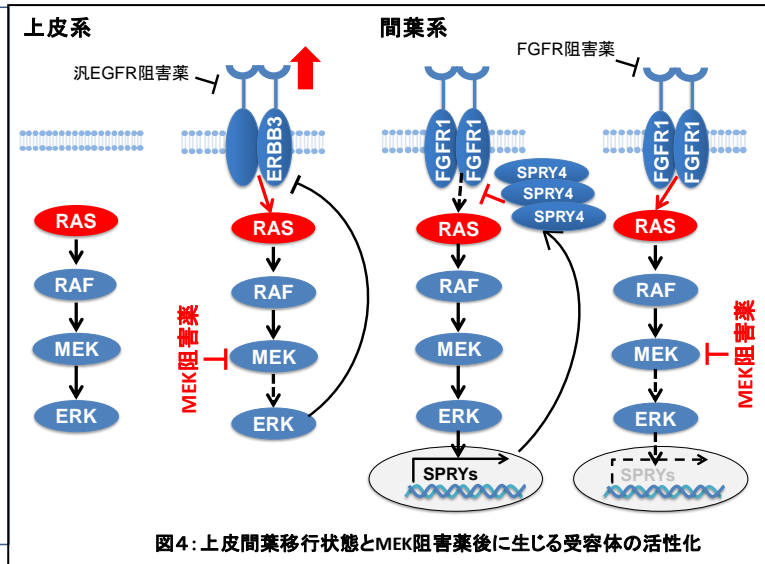 上皮系
間葉系
汎EGFR阻害薬
FGFR阻害薬
ERBB3
FGFR1
FGFR1
FGFR1
FGFR1
SPRY4
SPRY4
SPRY4
RAS
RAS
RAS
RAS
RAF
RAF
RAF
RAF
MEK阻害薬
MEK
MEK
MEK
MEK
MEK阻害薬
ERK
ERK
ERK
ERK
SPRYs
SPRYs
図4：上皮間葉移行状態とMEK阻害薬後に生じる受容体の活性化